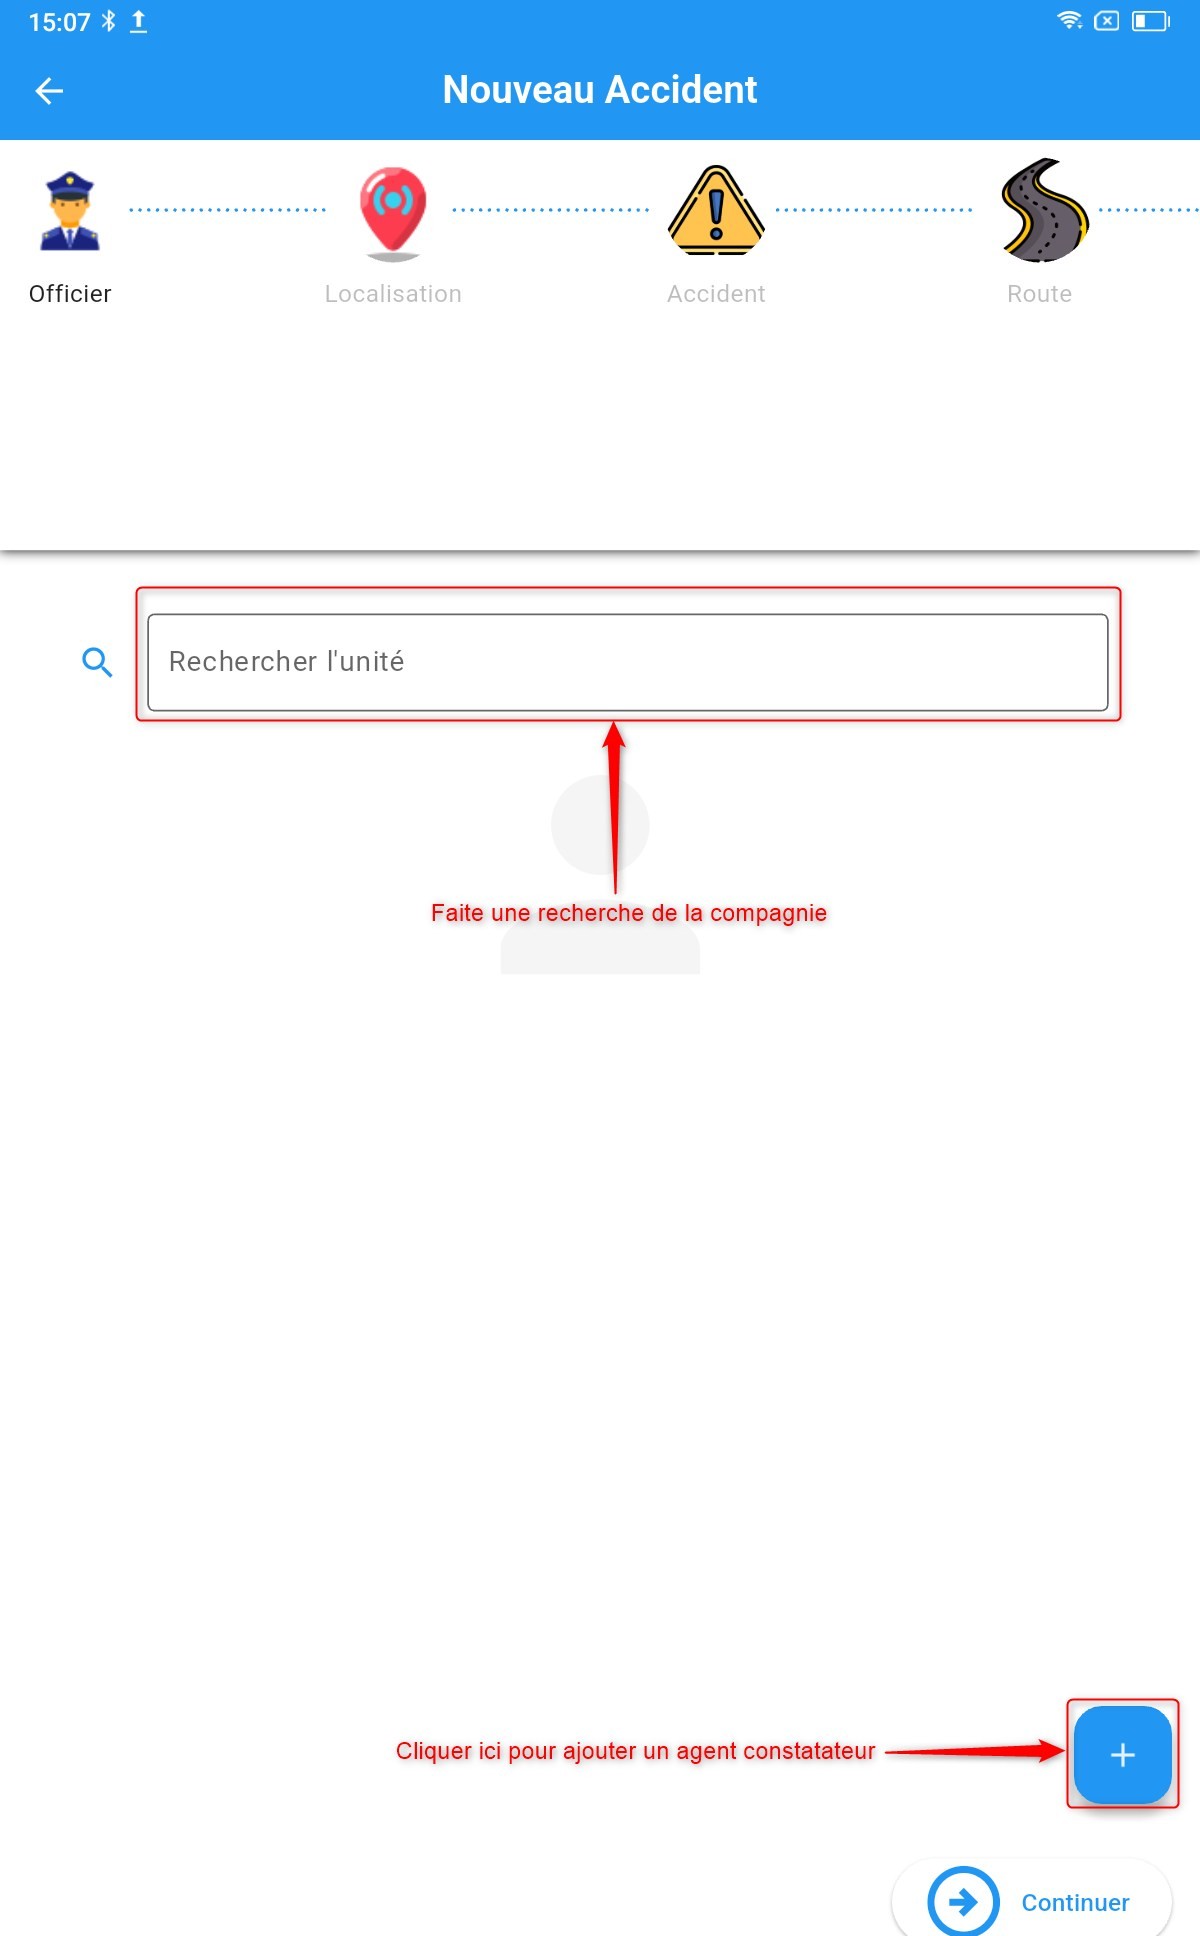 15:07
Nouveau Accident
Officier
Localisation
Accident
Route
Rechercher l'unité
Faite une recherche de la compagnie
Cliquer ici pour ajouter un agent constatateur
Continuer